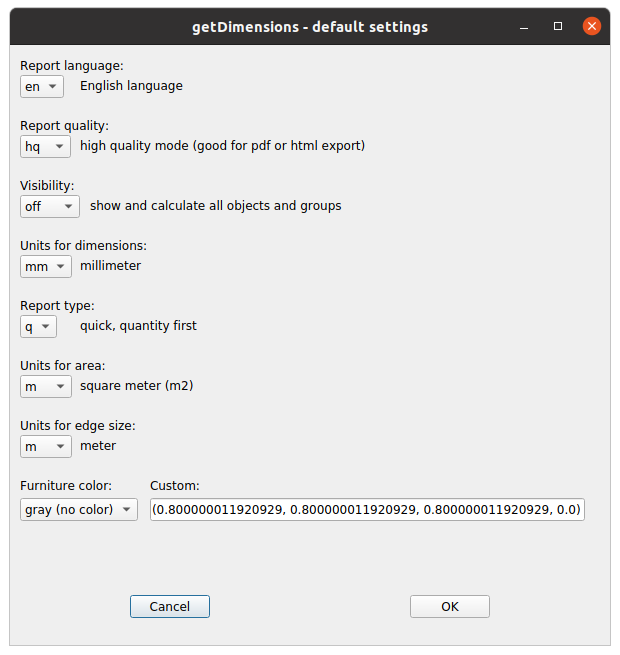 getDimensions - default settings
Report language:
en English language
Report quality:
hq high quality mode (good for pdf or html export)
Visibility:
off show and calculate all objects and groups
Units for dimensions:
mm millimeter
Report type:
q quick, quantity first
Units for area:
m square meter (m2)
Units for edge size:
m meter
Furniture color: Custom:
gray (no color) (0.800000011920929, 0.800000011920929, 0.800000011920929, 0.0)
Cancel OK